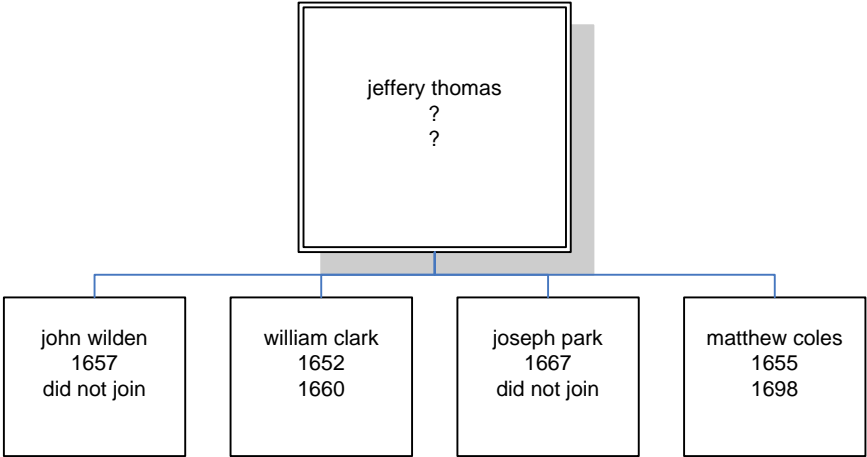 jeffery thomas
?
?
john wilden
1657
did not join
william clark
1652
1660
joseph park
1667
did not join
matthew coles
1655
1698